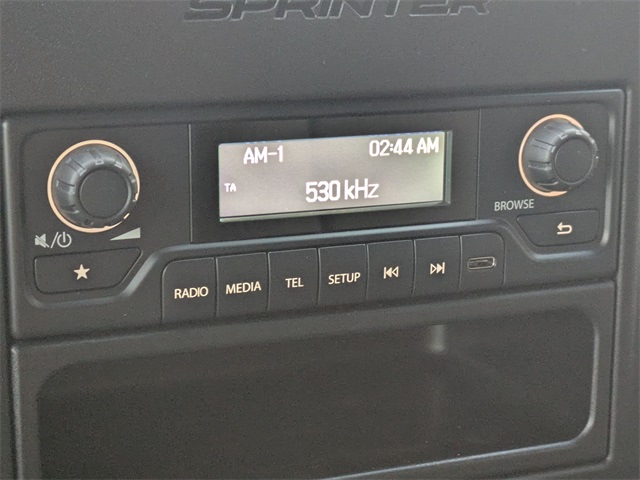 SPRINTER
AM-1 02:44 AM
TA
530 kHz
BROWSE
RADIO MEDIA TEL SETUP